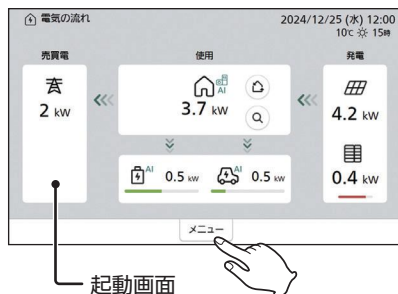 電気の流れ
2024/12/25 (水) 12:00
10℃ 15時
売買電
使用
発電
AI
2 kW
3.7 kW
4.2 kW
AI
0.5 kW
AI
0.5 kW
0.4 kW
メニュー
起動画面